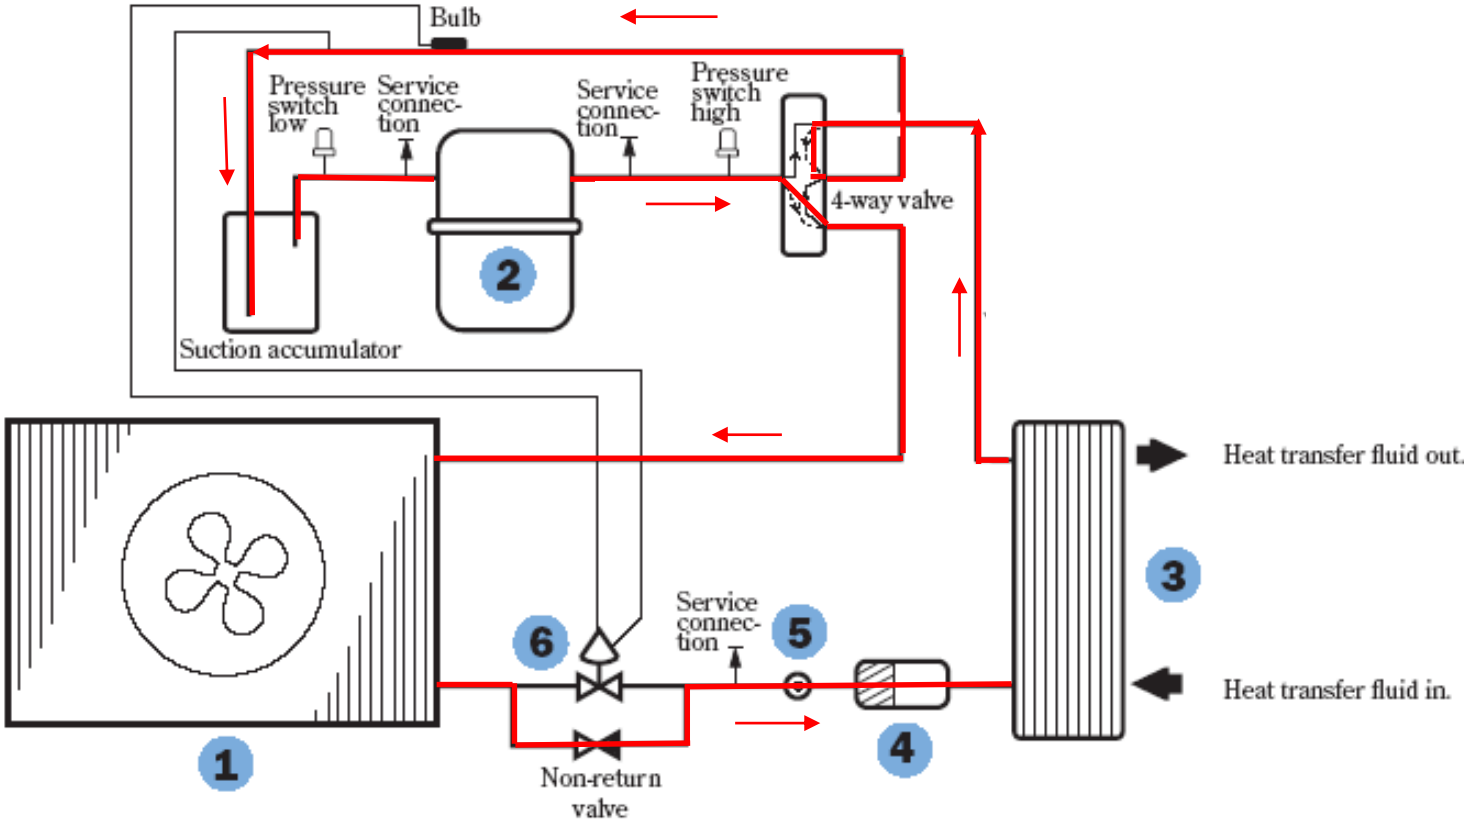 Bulb
Pressure
switch
low
Service
connec-
tion
Service
connec-
tion
Pressure
switch
high
4-way valve
2
Suction accumulator
Heat transfer fluid out.
3
Service
connec-
tion
5
6
Heat transfer fluid in.
4
1
Non-return
valve